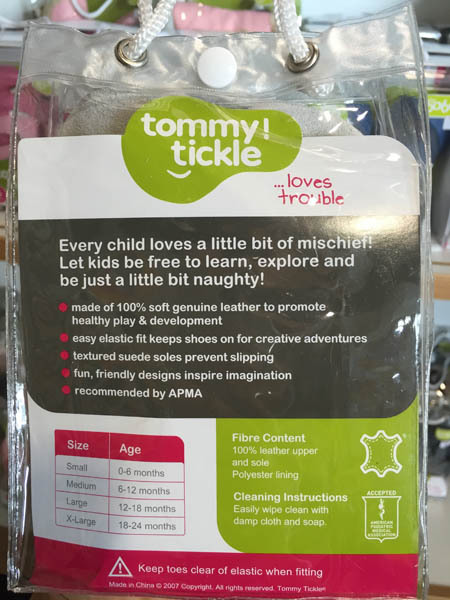 tommy!
tickle
...loves
trouble
Every child loves a little bit of mischief!
Let kids be free to learn, explore and
be just a little bit naughty!
made of 100% soft genuine leather to promote
healthy play & development
easy elastic fit keeps shoes on for creative adventures
textured suede soles prevent slipping
fun, friendly designs inspire imagination
recommended by APMA
Size Age
Small 0-6 months
Medium 6-12 months
Large 12-18 months
X-Large 18-24 months
Fibre Content
100% leather upper
and sole
Polyester lining
Cleaning Instructions
Easily wipe clean with
damp cloth and soap.
ACCEPTED
AMERICAN
PODIATRIC
MEDICAL
ASSOCIATION
Keep toes clear of elastic when fitting
Made in China © 2007 Copyright. All rights reserved. Tommy Tickle